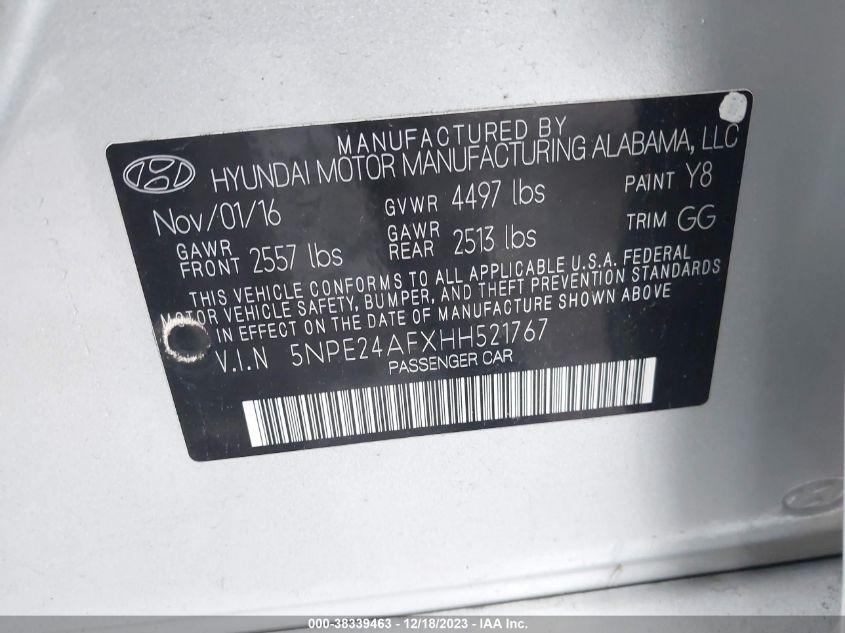 MANUFACTURED BY
HYUNDAI MOTOR MANUFACTURING ALABAMA, LLC
Nov/01/16 GVWR 4497 lbs PAINT Y8
GAWR FRONT 2557 lbs GAWR REAR 2513 lbs TRIM GG
THIS VEHICLE CONFORMS TO ALL APPLICABLE U.S.A. FEDERAL
MOTOR VEHICLE SAFETY, BUMPER, AND THEFT PREVENTION STANDARDS
IN EFFECT ON THE DATE OF MANUFACTURE SHOWN ABOVE
V.I.N 5NPE24AFXHH521767
PASSENGER CAR
000-38339463 - 12/18/2023 - IAA Inc.